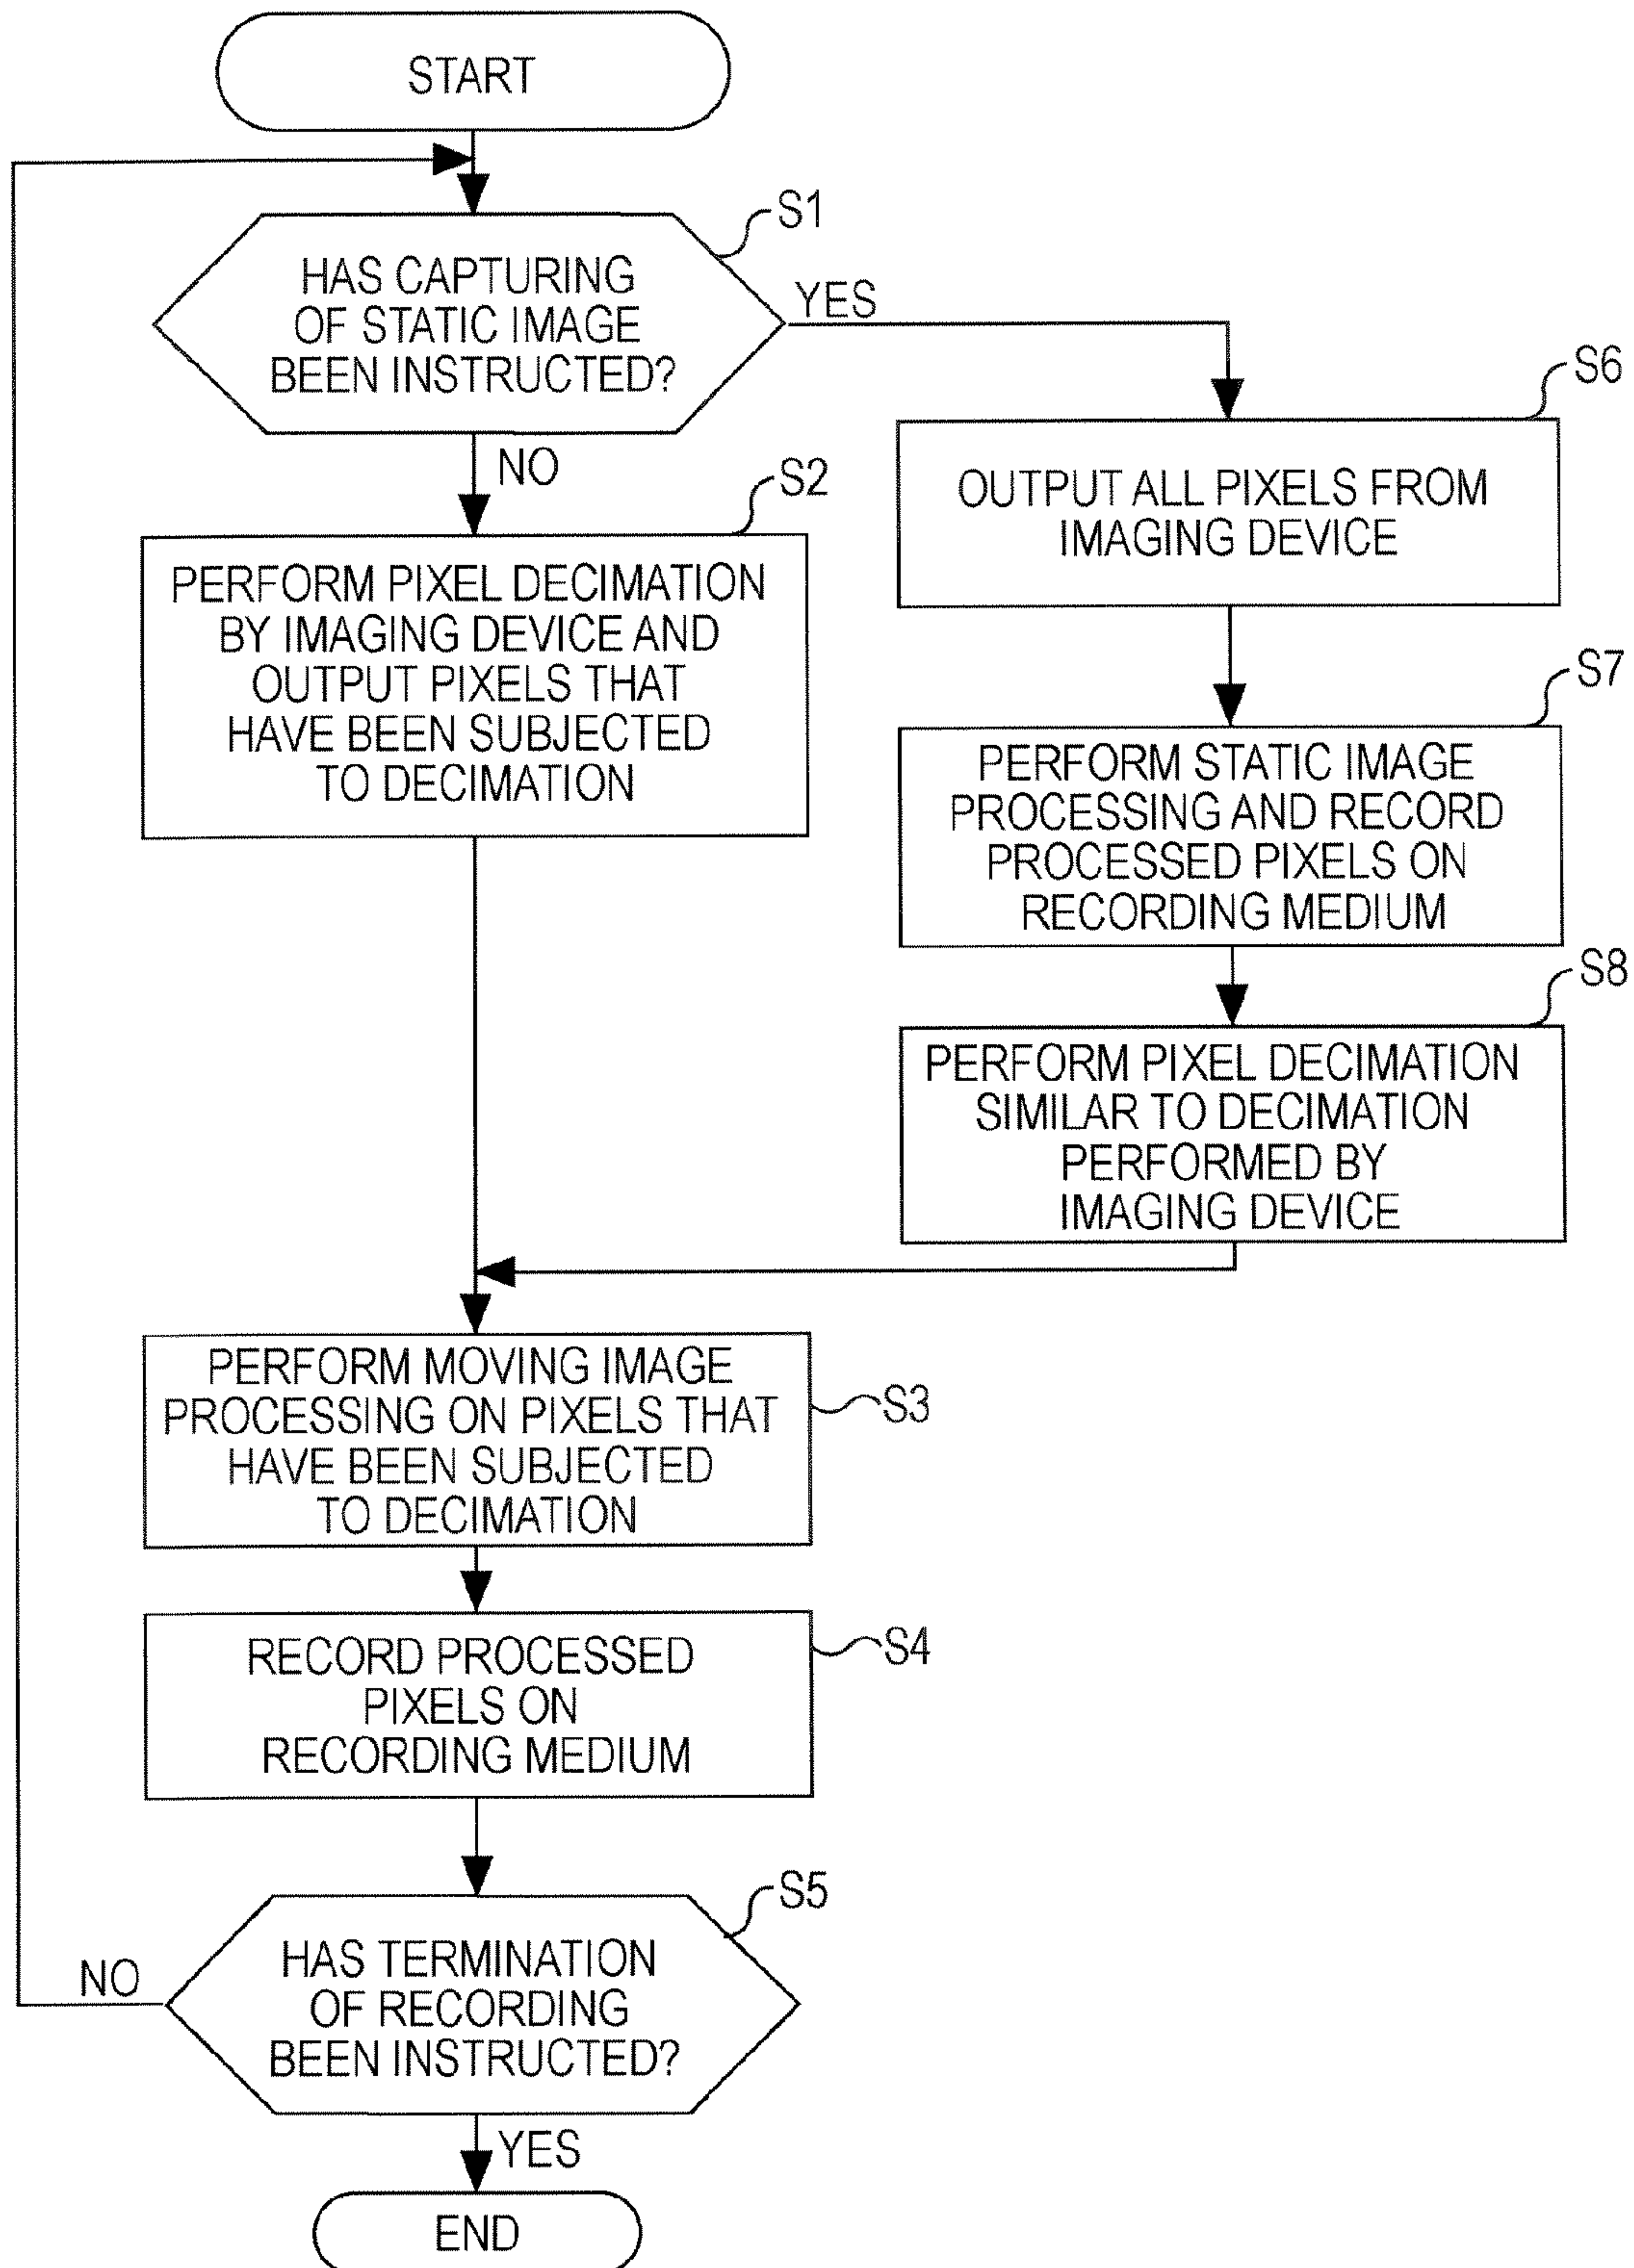 START
S1
HAS CAPTURING
OF STATIC IMAGE
BEEN INSTRUCTED?
YES
NO
S6
OUTPUT ALL PIXELS FROM
IMAGING DEVICE
S2
PERFORM PIXEL DECIMATION
BY IMAGING DEVICE AND
OUTPUT PIXELS THAT
HAVE BEEN SUBJECTED
TO DECIMATION
S7
PERFORM STATIC IMAGE
PROCESSING AND RECORD
PROCESSED PIXELS ON
RECORDING MEDIUM
S8
PERFORM PIXEL DECIMATION
SIMILAR TO DECIMATION
PERFORMED BY
IMAGING DEVICE
PERFORM MOVING IMAGE
PROCESSING ON PIXELS THAT
HAVE BEEN SUBJECTED
TO DECIMATION
S3
RECORD PROCESSED
PIXELS ON
RECORDING MEDIUM
S4
S5
HAS TERMINATION
OF RECORDING
BEEN INSTRUCTED?
NO
YES
END